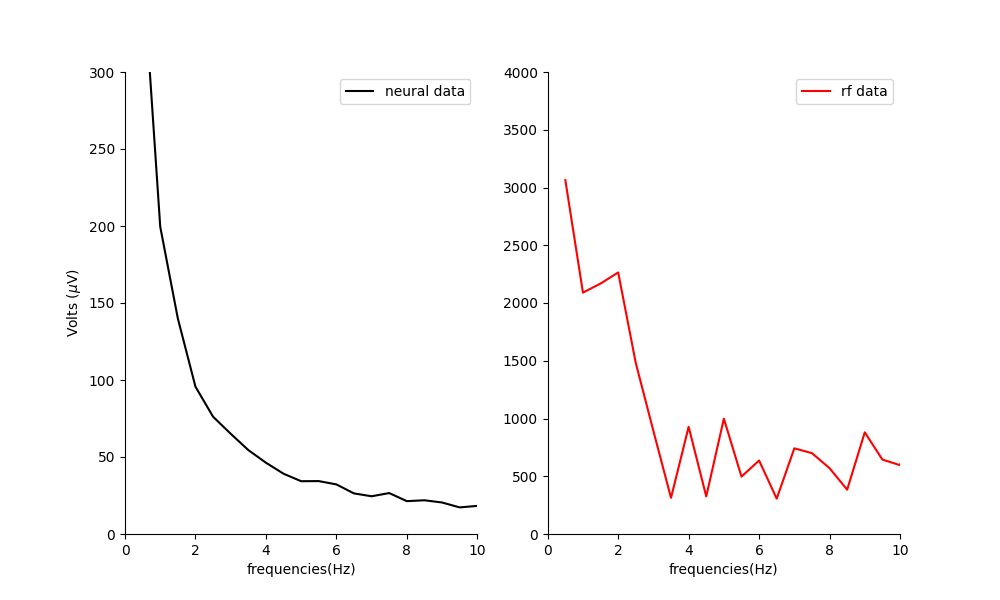 neural data
300
250
200
150
100
50
0
Volts (μV)
0 2 4 6 8 10
frequencies(Hz)
rf data
4000
3500
3000
2500
2000
1500
1000
500
0
0 2 4 6 8 10
frequencies(Hz)